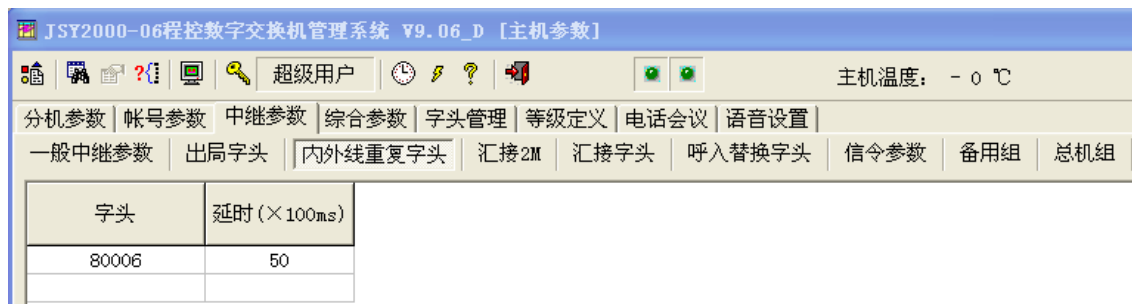 JSY2000-06程控数字交换机管理系统 V9.06_D [主机参数]
超级用户 主机温度: - 0 ℃
分机参数 帐号参数 中继参数 综合参数 字头管理 等级定义 电话会议 语音设置
一般中继参数 出局字头 内外线重复字头 汇接2M 汇接字头 呼入替换字头 信令参数 备用组 总机组
字头 延时(×100ms)
80006 50